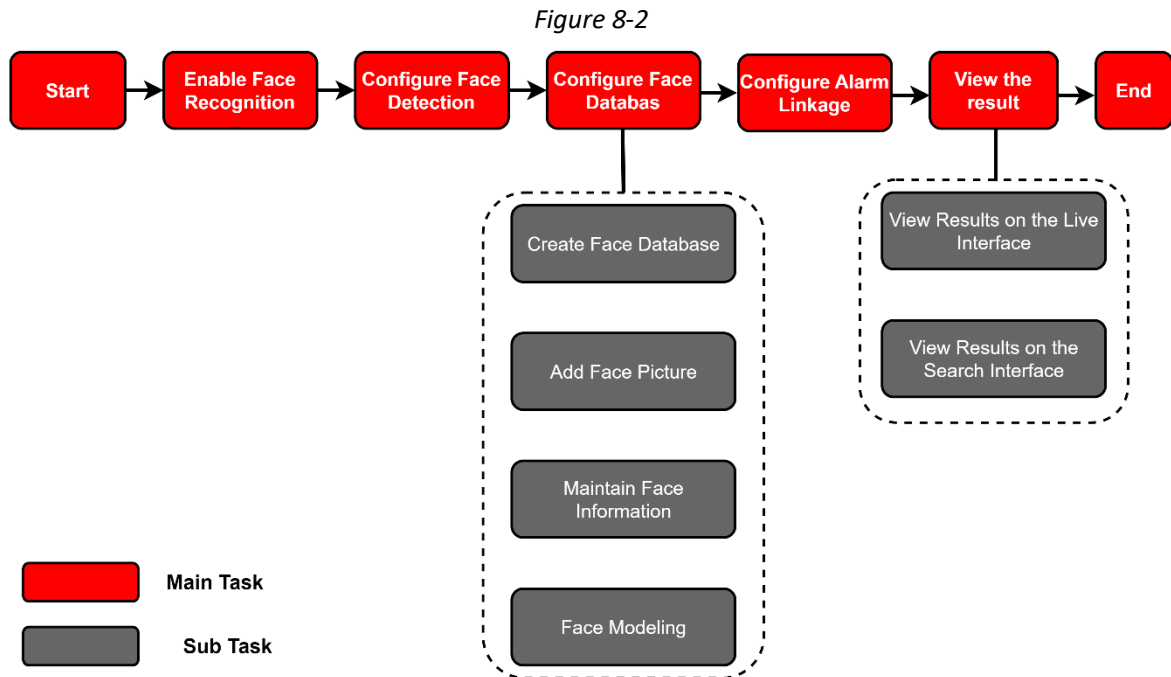 Figure 8-2
Start
Enable Face
Recognition
Configure Face
Detection
Configure Face
Databas
Configure Alarm
Linkage
View the
result
End
Create Face Database
Add Face Picture
Maintain Face
Information
Face Modeling
View Results on the Live
Interface
View Results on the
Search Interface
Main Task
Sub Task